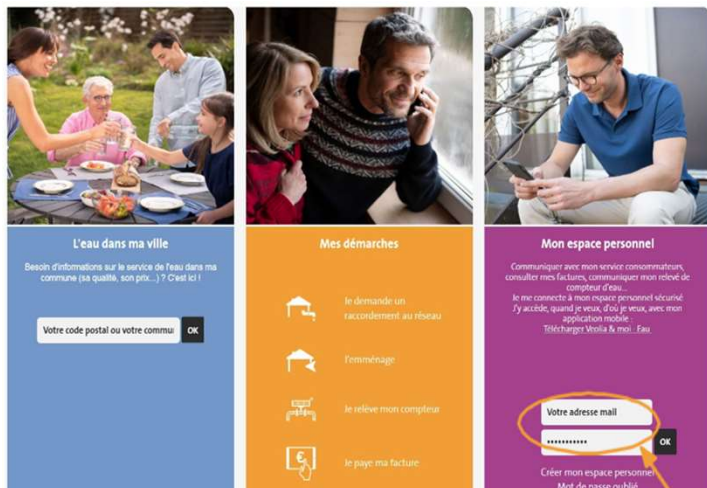 L'eau dans ma ville
Besoin d'informations sur le service de l'eau dans ma
commune (sa qualité, son prix...) ? C'est ici !
Votre code postal ou votre commu
OK
Mes démarches
Je demande un
raccordement au réseau
J'emménage
Je relève mon compteur
€
Je paye ma facture
Mon espace personnel
Communiquer avec mon service consommateurs,
consulter mes factures, communiquer mon relevé de
compteur d'eau...
Je me connecte à mon espace personnel sécurisé
J'y accède, quand je veux, d'où je veux, avec mon
application mobile :
Télécharger Veolia & moi - Eau
Votre adresse mail
•••••••••••
OK
Créer mon espace personnel
Mot de passe oublié